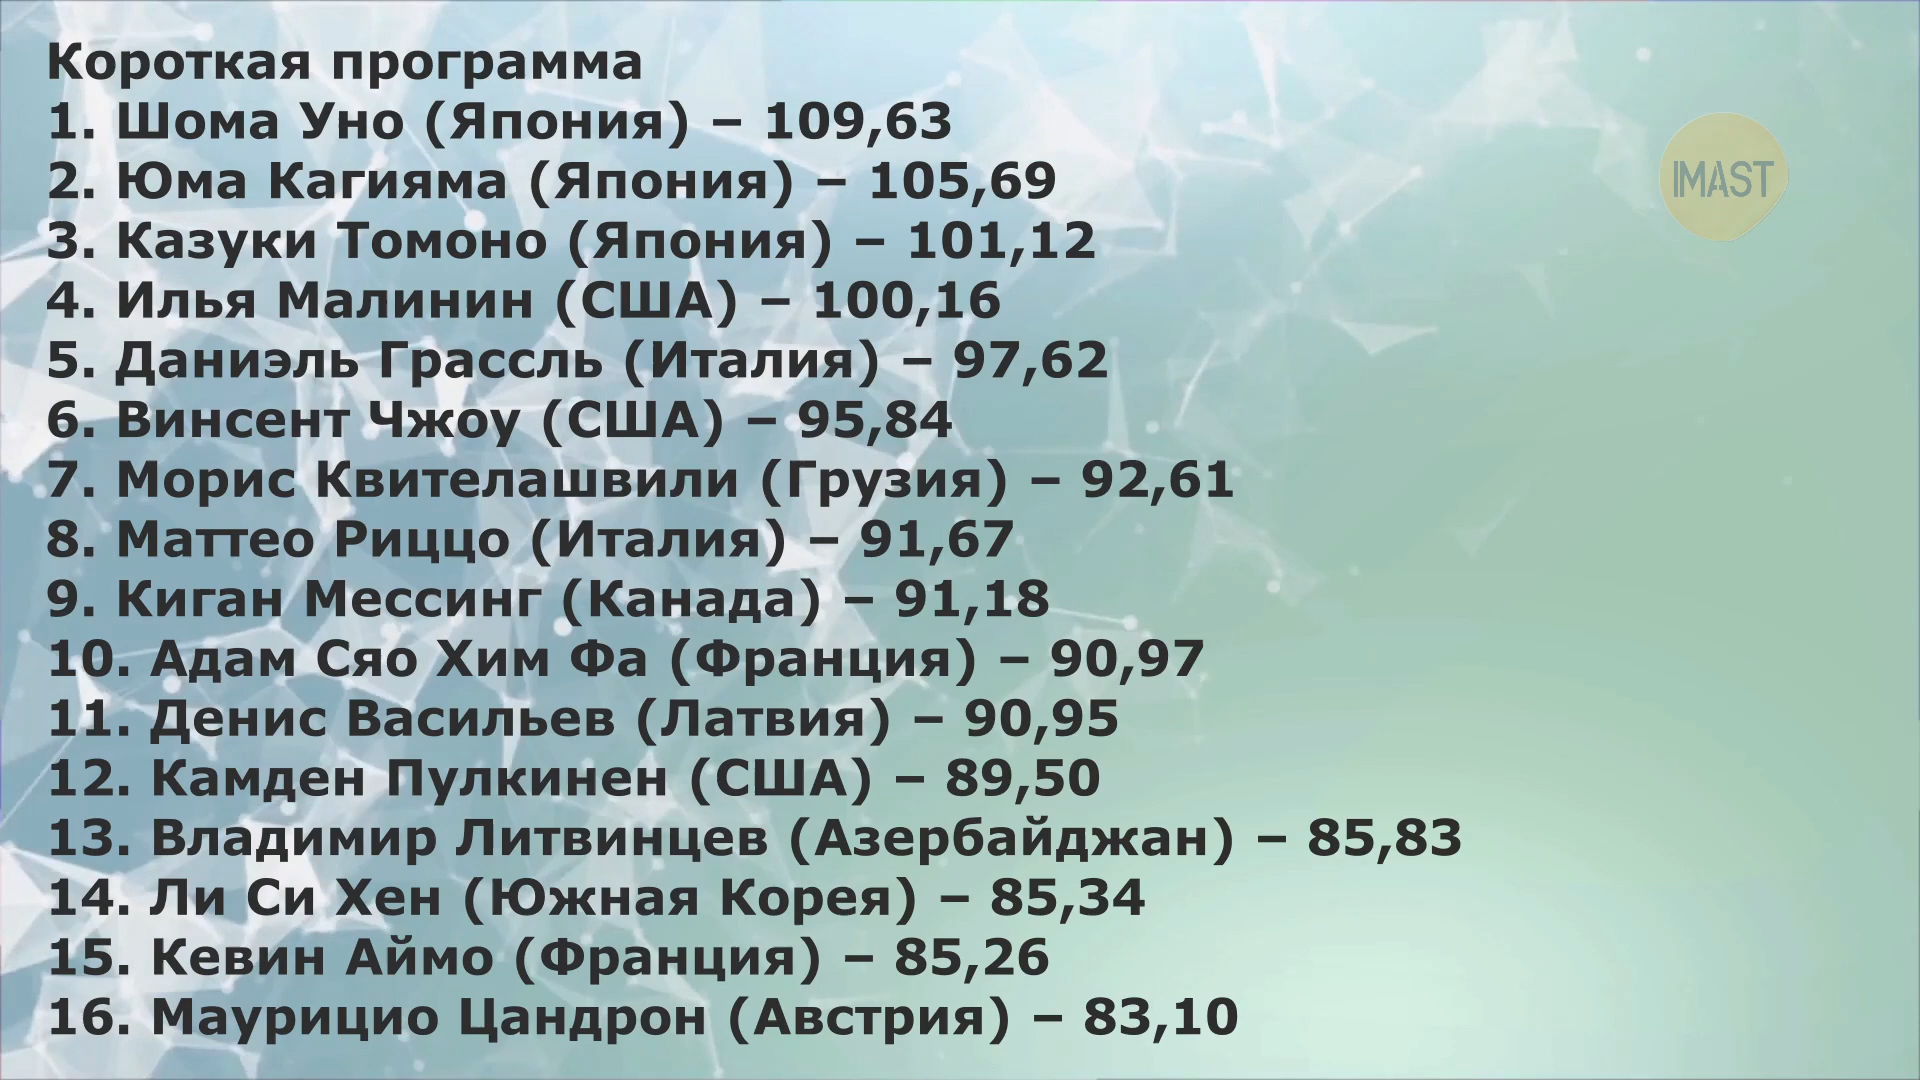 Короткая программа
1. Шома Уно (Япония) – 109,63
2. Юма Кагияма (Япония) – 105,69
3. Казуки Томоно (Япония) – 101,12
4. Илья Малинин (США) – 100,16
5. Даниэль Грассль (Италия) – 97,62
6. Винсент Чжоу (США) – 95,84
7. Морис Квителашвили (Грузия) – 92,61
8. Маттео Риццо (Италия) – 91,67
9. Киган Мессинг (Канада) – 91,18
10. Адам Сяо Хим Фа (Франция) – 90,97
11. Денис Васильев (Латвия) – 90,95
12. Камден Пулкинен (США) – 89,50
13. Владимир Литвинцев (Азербайджан) – 85,83
14. Ли Си Хен (Южная Корея) – 85,34
15. Кевин Аймо (Франция) – 85,26
16. Маурицио Цандрон (Австрия) – 83,10
IMAST